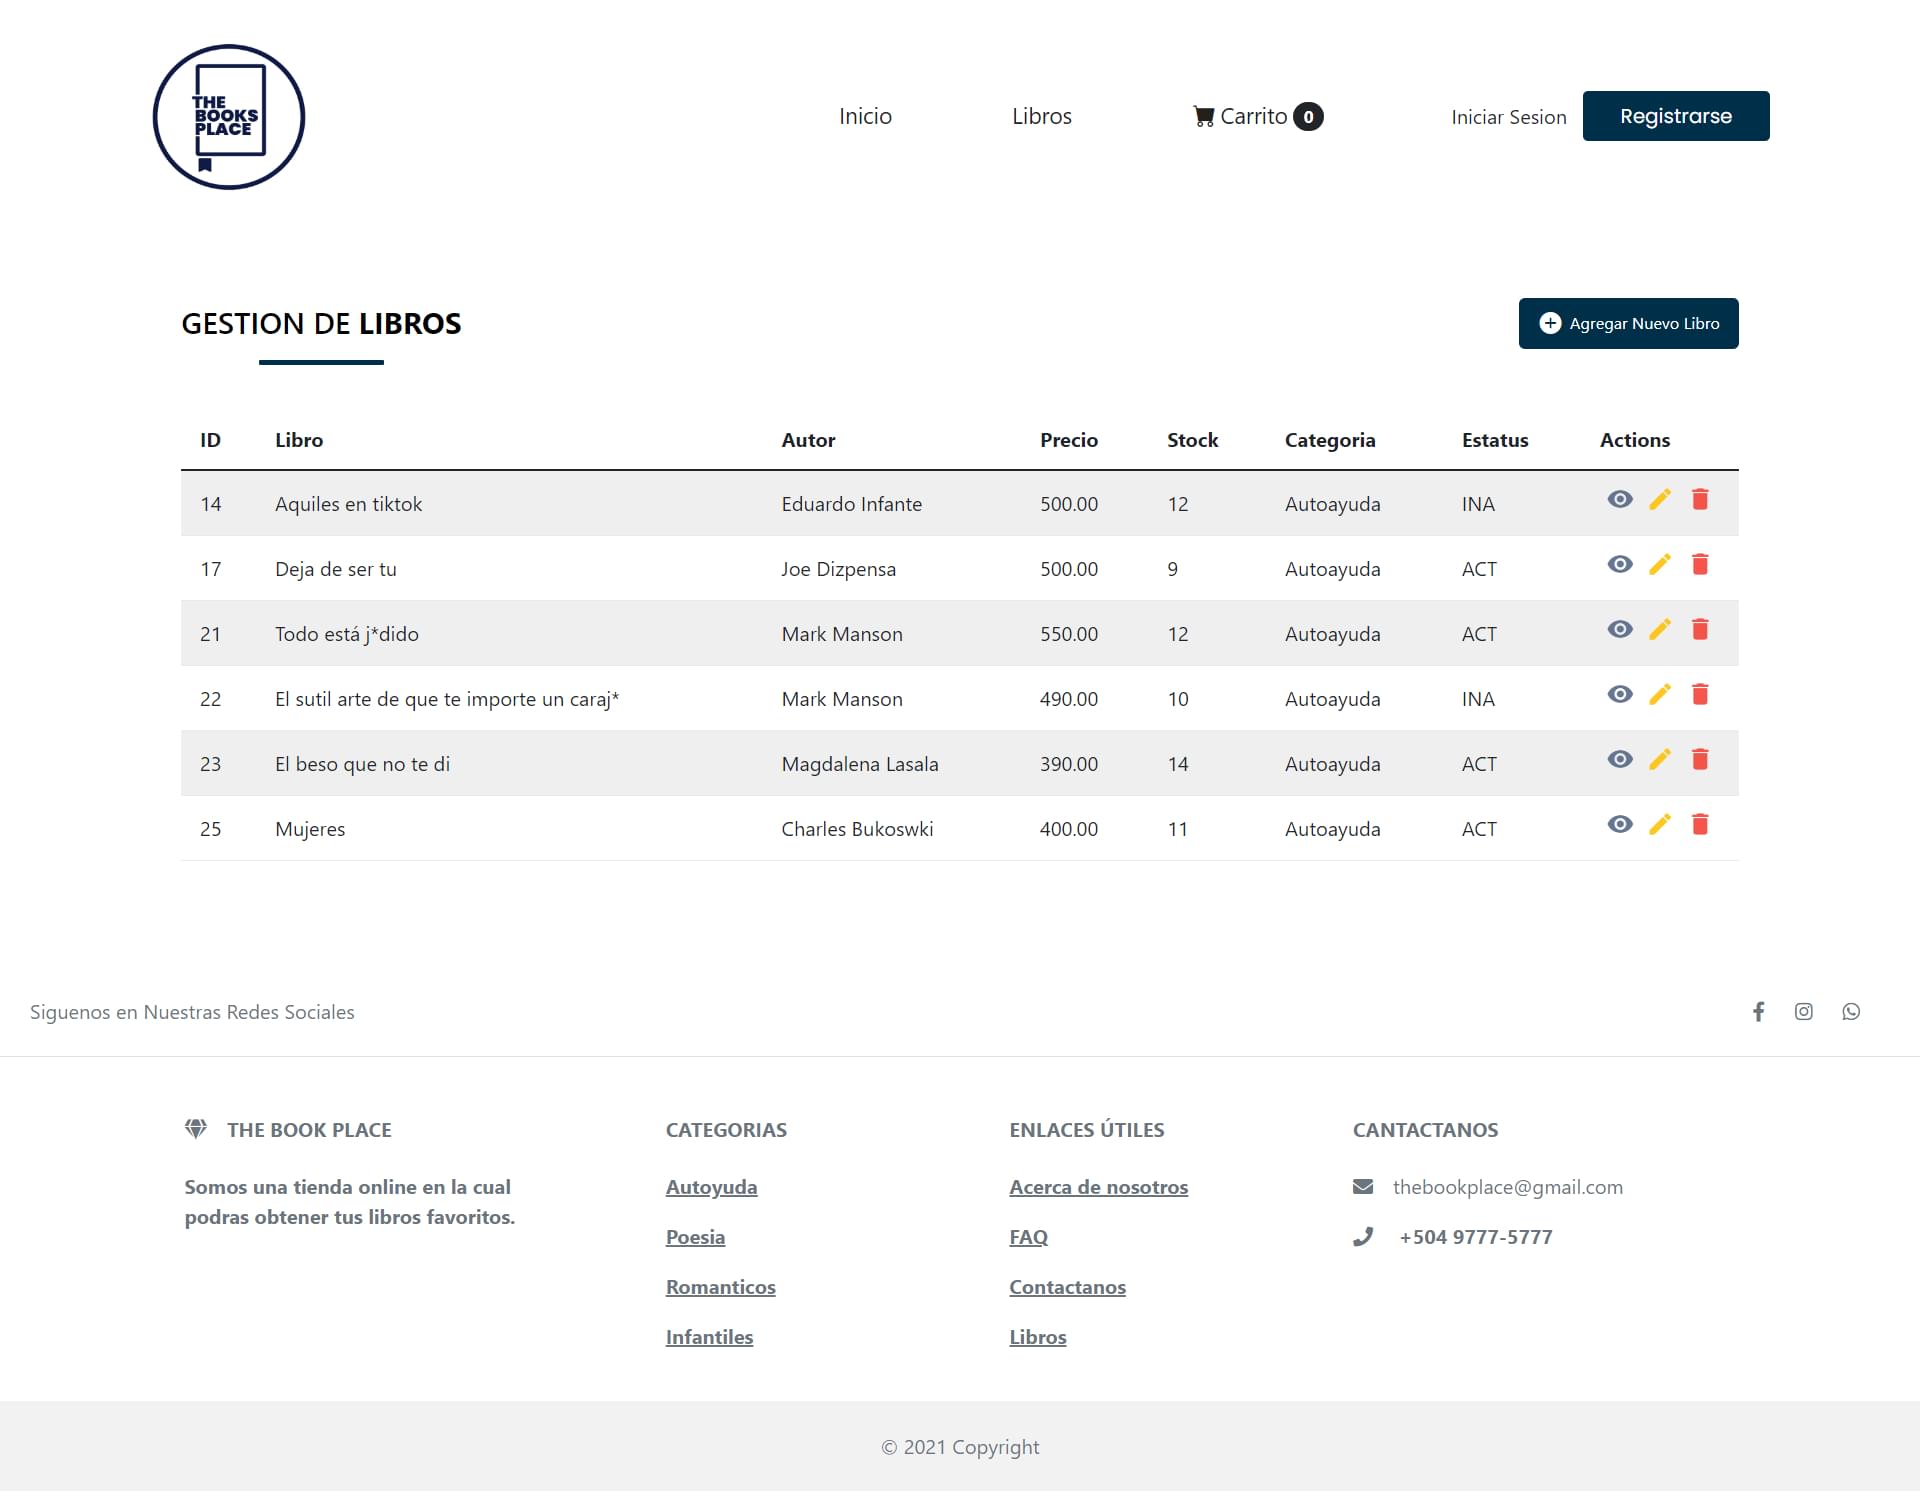 THE
BOOKS
PLACE
Inicio
Libros
Carrito 0
Iniciar Sesion
Registrarse
GESTION DE LIBROS
Agregar Nuevo Libro
ID Libro Autor Precio Stock Categoria Estatus Actions
14 Aquiles en tiktok Eduardo Infante 500.00 12 Autoayuda INA
17 Deja de ser tu Joe Dizpensa 500.00 9 Autoayuda ACT
21 Todo está j*dido Mark Manson 550.00 12 Autoayuda ACT
22 El sutil arte de que te importe un caraj* Mark Manson 490.00 10 Autoayuda INA
23 El beso que no te di Magdalena Lasala 390.00 14 Autoayuda ACT
25 Mujeres Charles Bukoswki 400.00 11 Autoayuda ACT
Siguenos en Nuestras Redes Sociales
THE BOOK PLACE
Somos una tienda online en la cual
podras obtener tus libros favoritos.
CATEGORIAS
Autoyuda
Poesia
Romanticos
Infantiles
ENLACES ÚTILES
Acerca de nosotros
FAQ
Contactanos
Libros
CANTACTANOS
thebookplace@gmail.com
+504 9777-5777
© 2021 Copyright